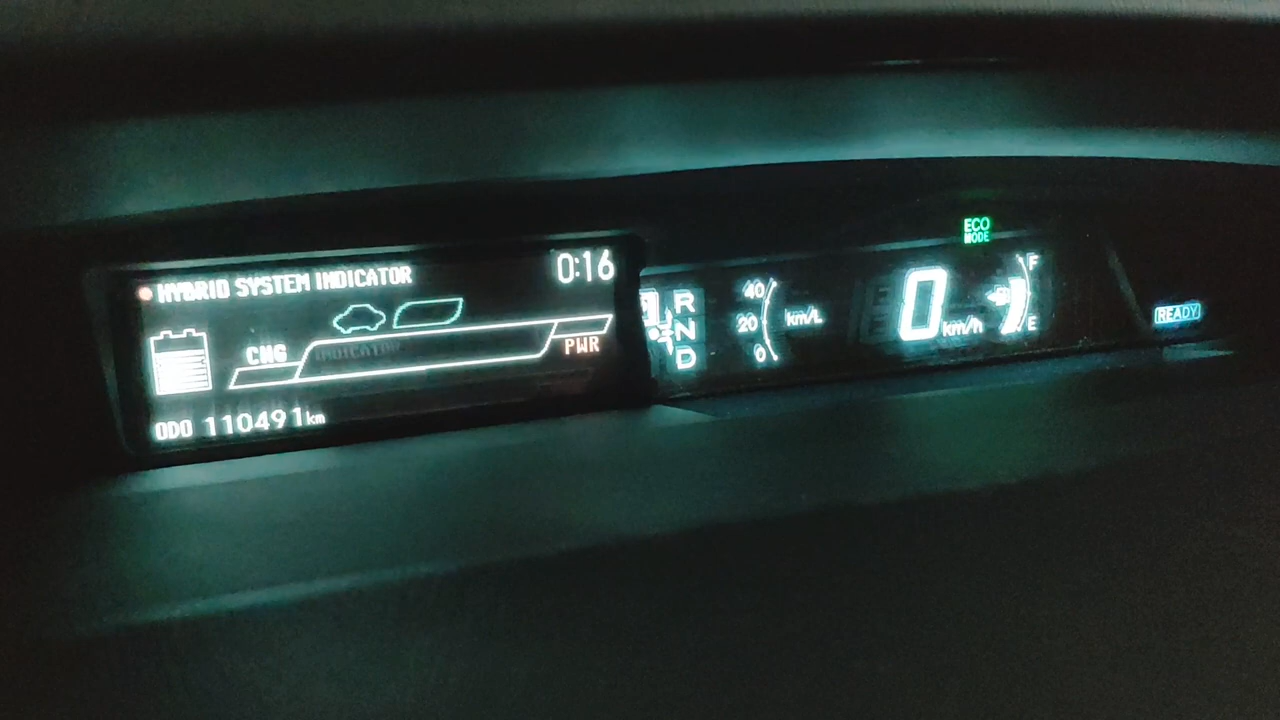 HYBRID SYSTEM INDICATOR
0:16
CHG
INDICATOR
PWR
ODO 110491km
R
N
D
40
20
0
km/L
ECO
MODE
0 km/h
F
E
READY